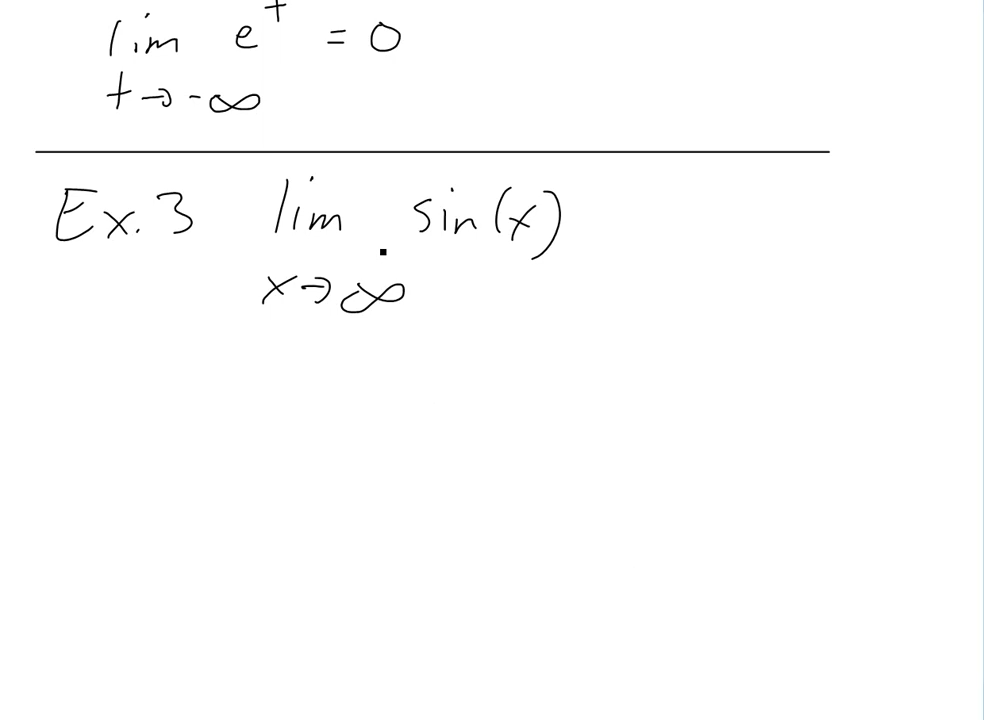 lim e^t = 0
t→-∞
Ex. 3 lim sin(x)
x→∞